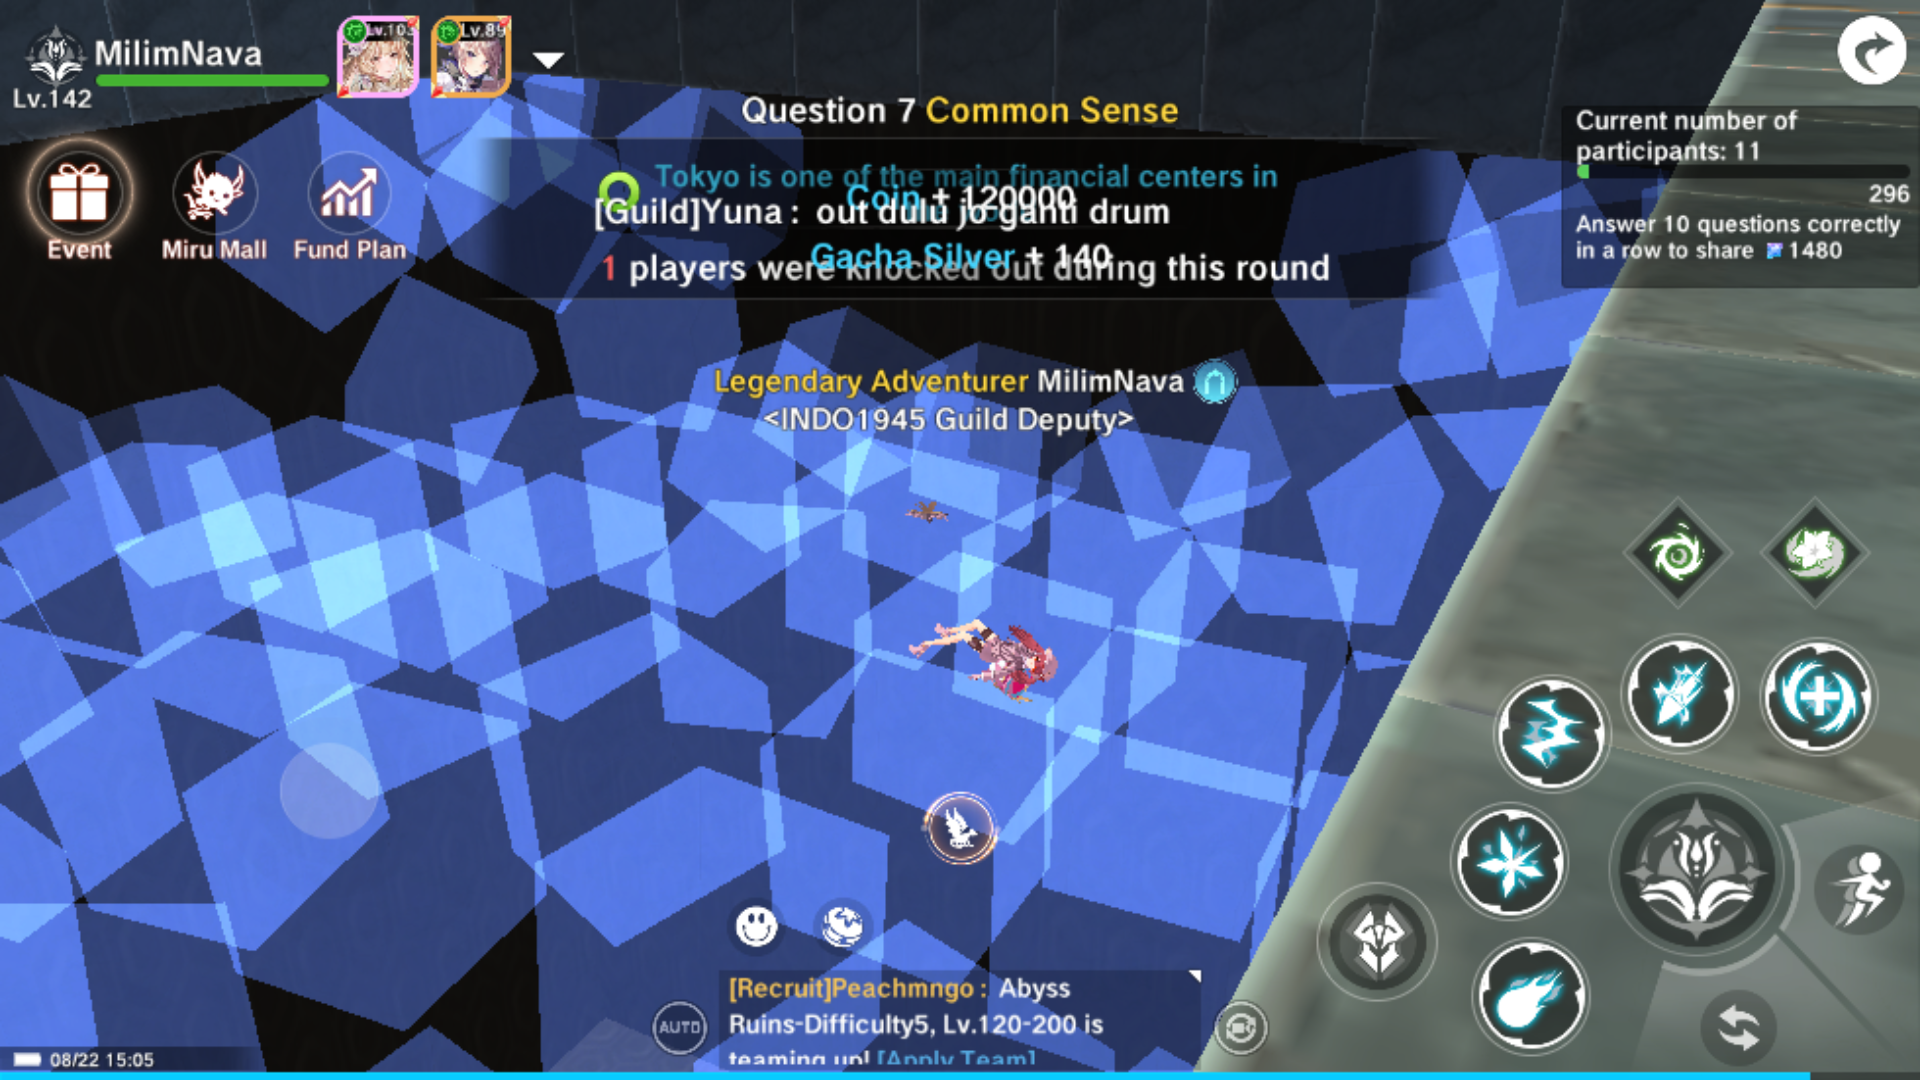 MilimNava
Lv.142
Lv.103
Lv.89
Event
Miru Mall
Fund Plan
Question 7 Common Sense
Tokyo is one of the main financial centers in
Coin + 120000
[Guild]Yuna : out dulu jo ganti drum
Gacha Silver + 140
1 players were knocked out during this round
Current number of
participants: 11
296
Answer 10 questions correctly
in a row to share 1480
Legendary Adventurer MilimNava
<INDO1945 Guild Deputy>
[Recruit]Peachmngo : Abyss
Ruins-Difficulty5, Lv.120-200 is
teaming up! [Apply Team]
AUTO
08/22 15:05